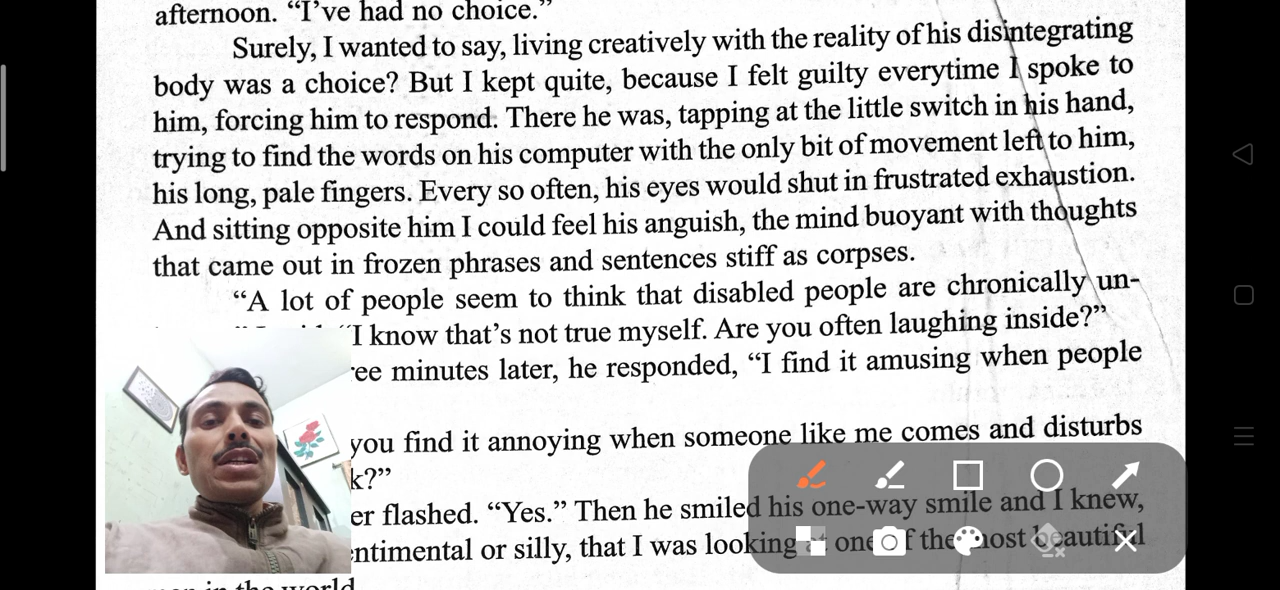 afternoon. “I’ve had no choice.”
Surely, I wanted to say, living creatively with the reality of his disintegrating
body was a choice? But I kept quite, because I felt guilty everytime I spoke to
him, forcing him to respond. There he was, tapping at the little switch in his hand,
trying to find the words on his computer with the only bit of movement left to him,
his long, pale fingers. Every so often, his eyes would shut in frustrated exhaustion.
And sitting opposite him I could feel his anguish, the mind buoyant with thoughts
that came out in frozen phrases and sentences stiff as corpses.
“A lot of people seem to think that disabled people are chronically un-
“I know that’s not true myself. Are you often laughing inside?”
minutes later, he responded, “I find it amusing when people
you find it annoying when someone like me comes and disturbs
k?”
er flashed. “Yes.” Then he smiled his one-way smile and I knew,
entimental or silly, that I was looking one of the most beautiful
in the world